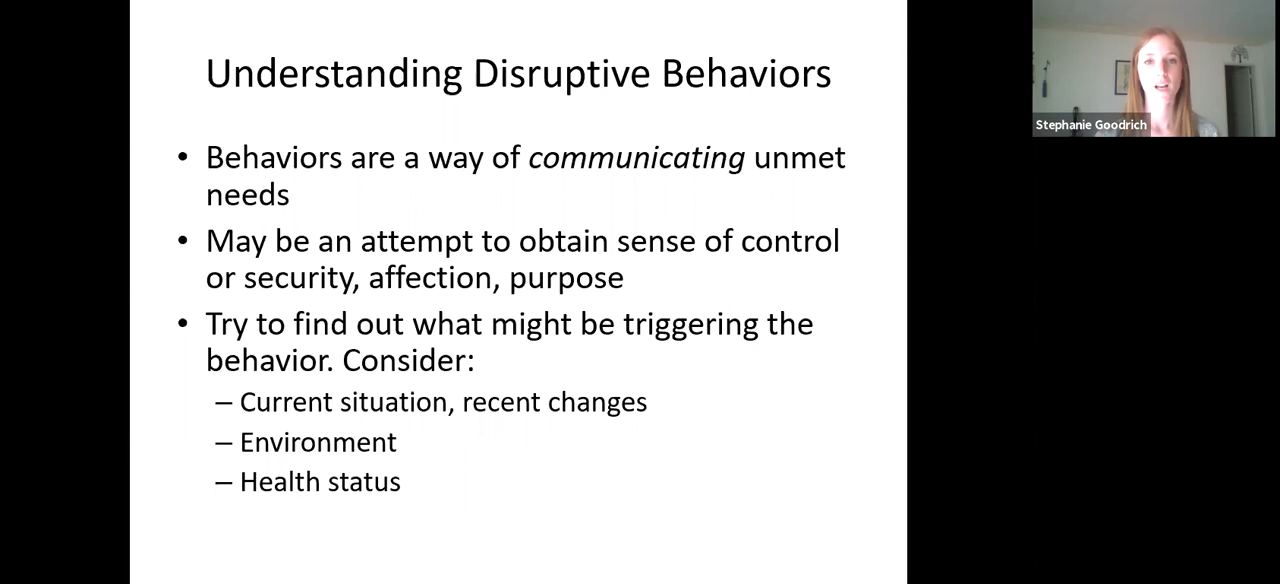 Understanding Disruptive Behaviors
• Behaviors are a way of communicating unmet
needs
• May be an attempt to obtain sense of control
or security, affection, purpose
• Try to find out what might be triggering the
behavior. Consider:
– Current situation, recent changes
– Environment
– Health status
Stephanie Goodrich